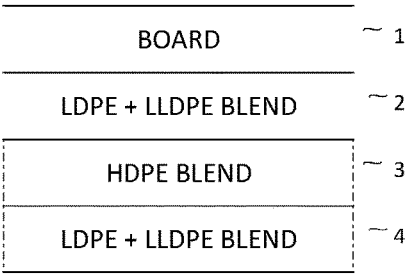 BOARD 1
LDPE + LLDPE BLEND 2
HDPE BLEND 3
LDPE + LLDPE BLEND 4